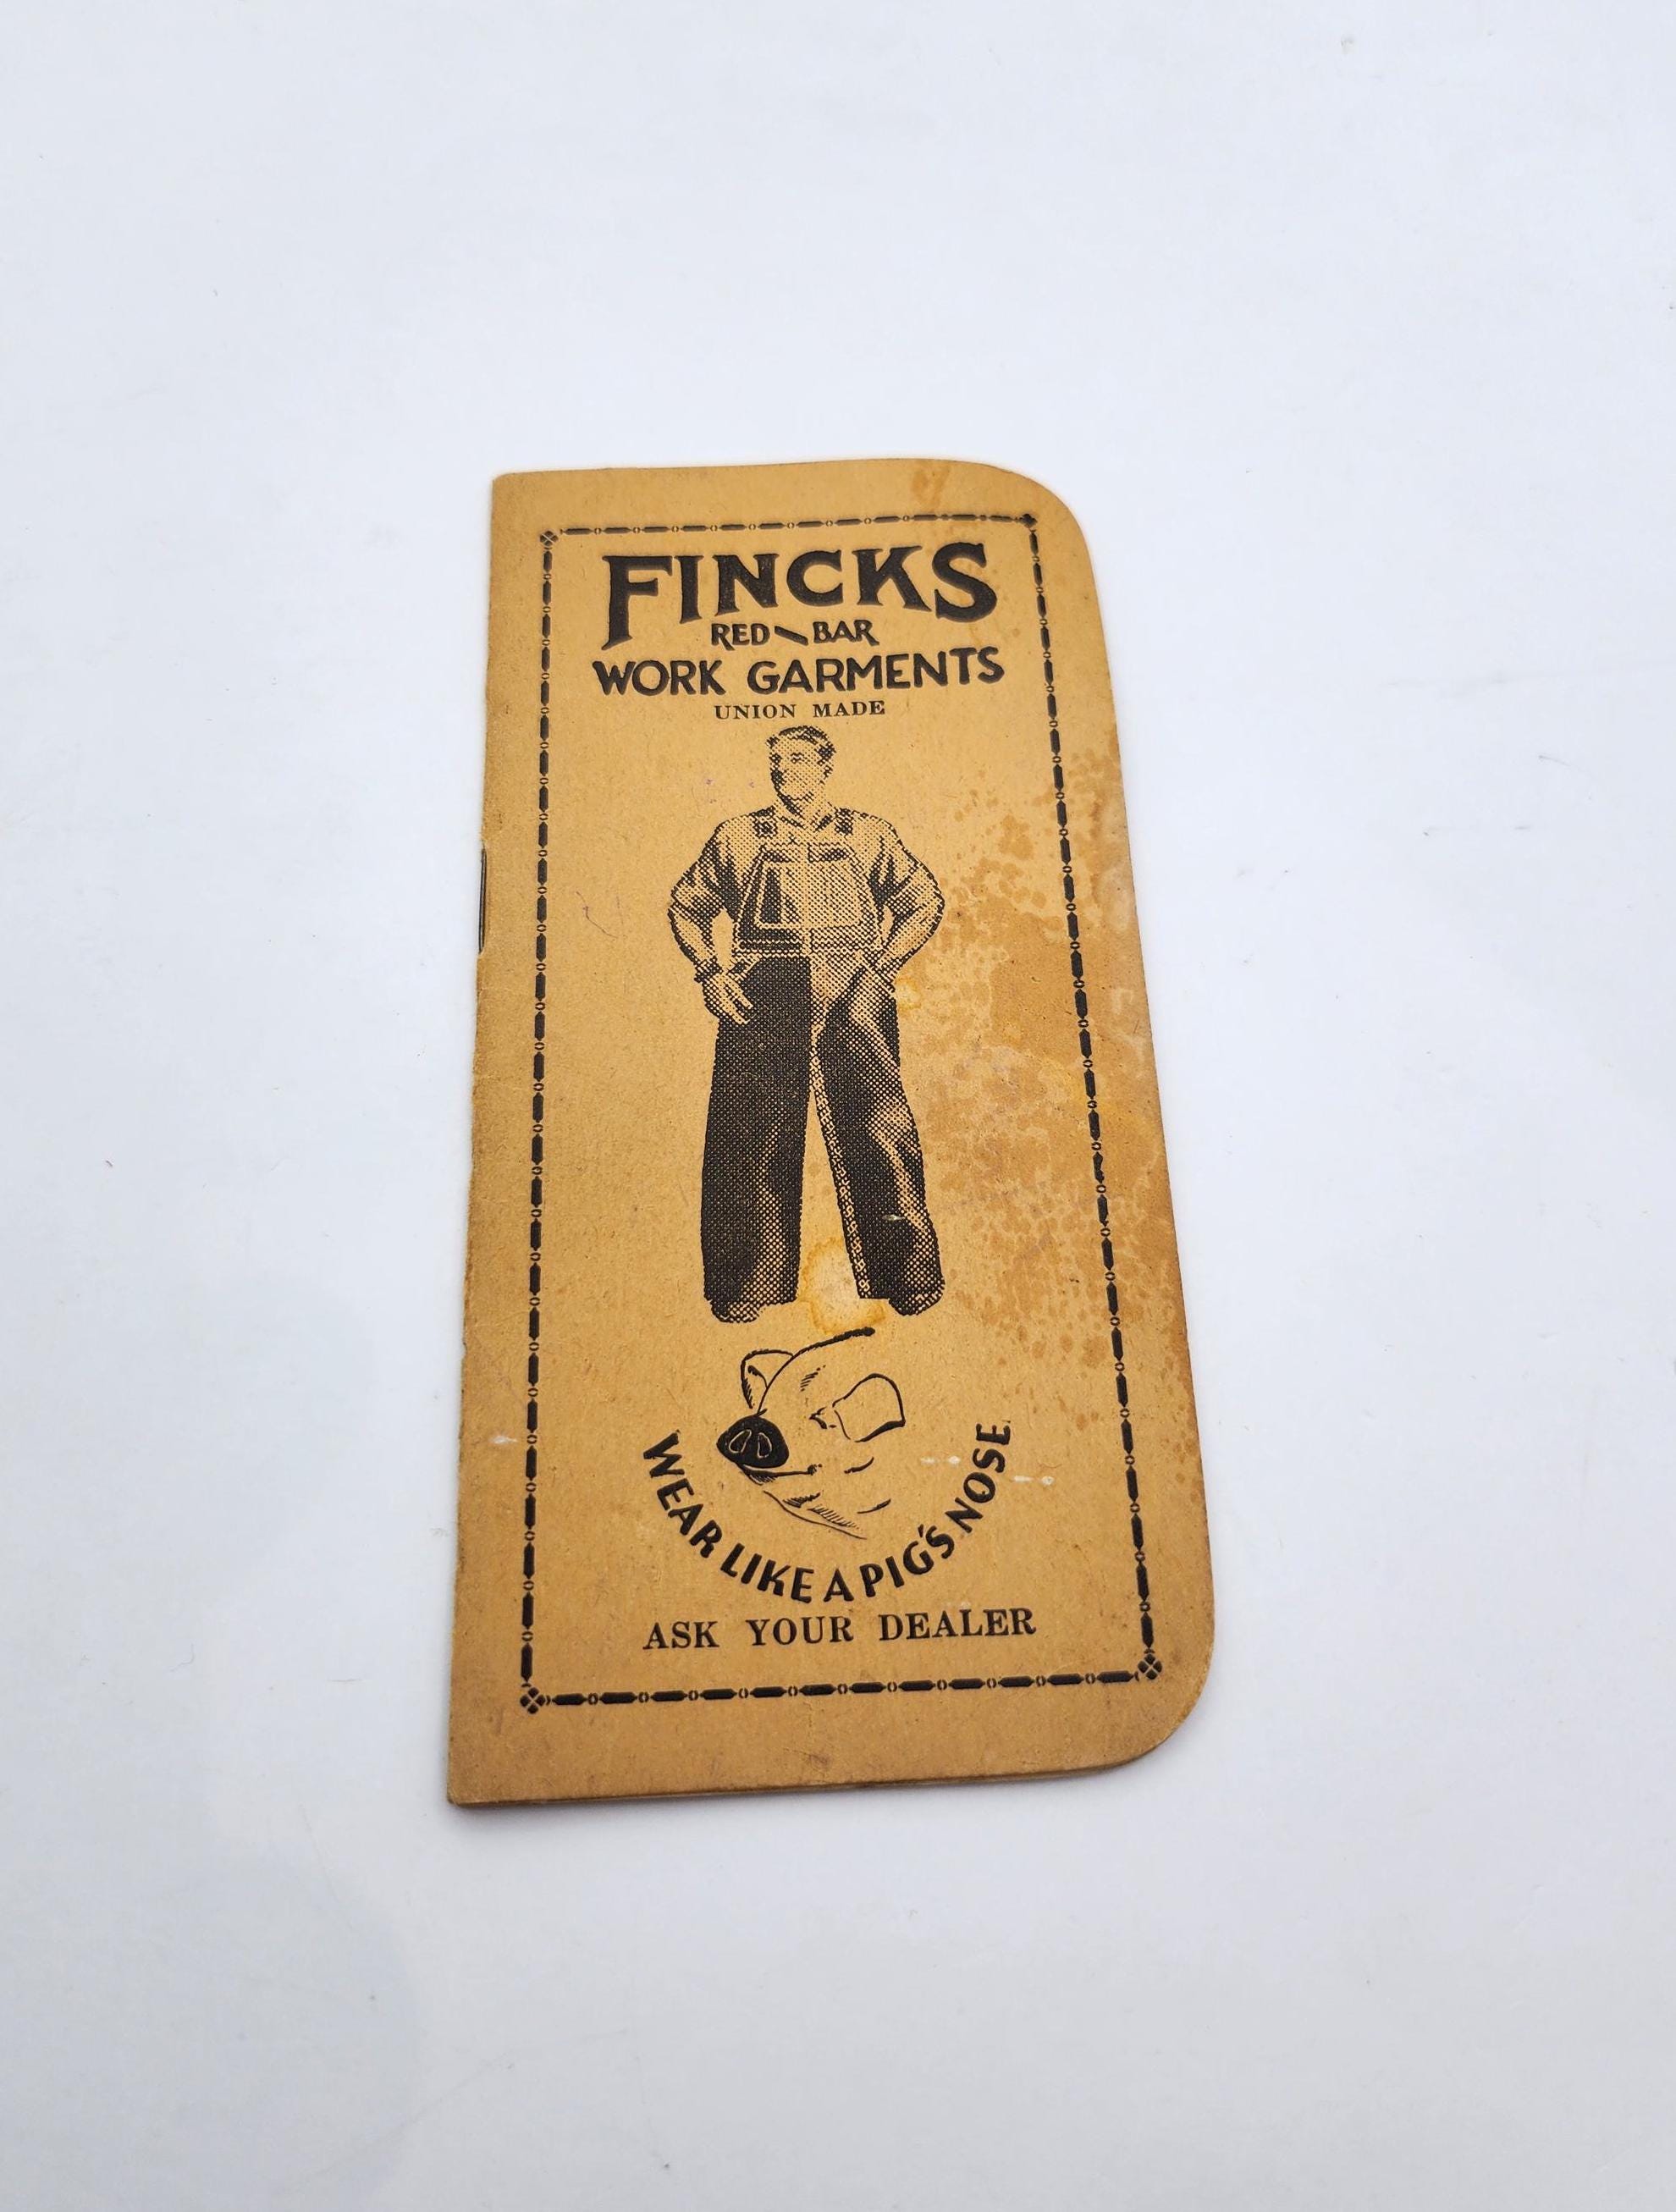 FINCKS
RED BAR
WORK GARMENTS
UNION MADE
WEAR LIKE A PIG'S NOSE
ASK YOUR DEALER